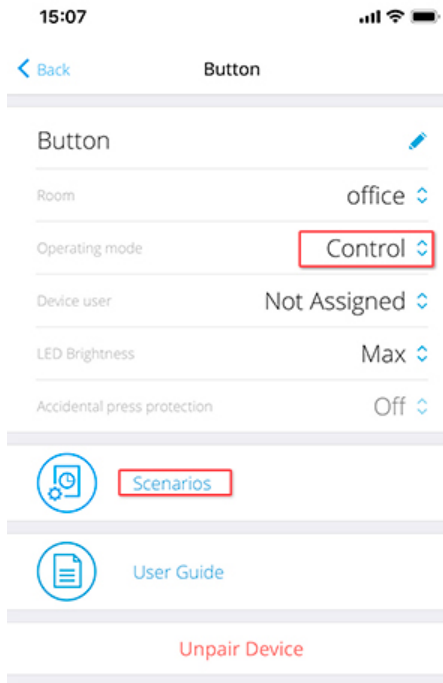 15:07
Back Button
Button
Room office
Operating mode Control
Device user Not Assigned
LED Brightness Max
Accidental press protection Off
Scenarios
User Guide
Unpair Device